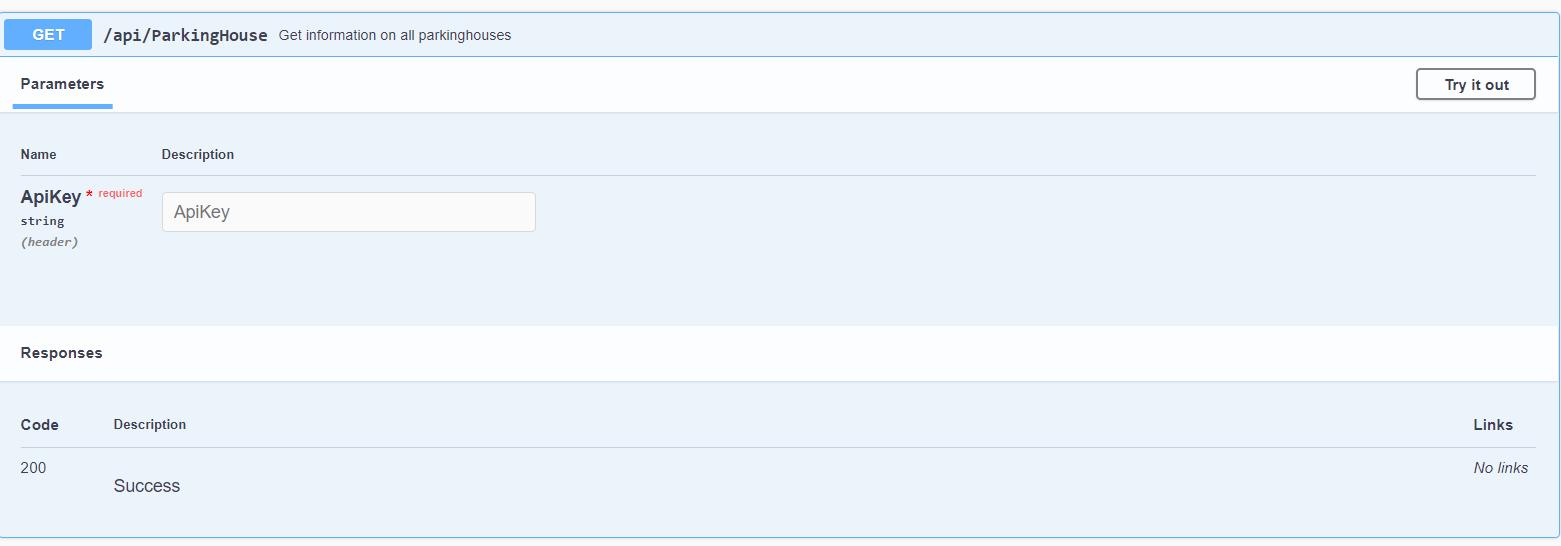 GET /api/ParkingHouse Get information on all parkinghouses
Parameters Try it out
Name Description
ApiKey * required
string
(header)
ApiKey
Responses
Code Description Links
200 No links
Success